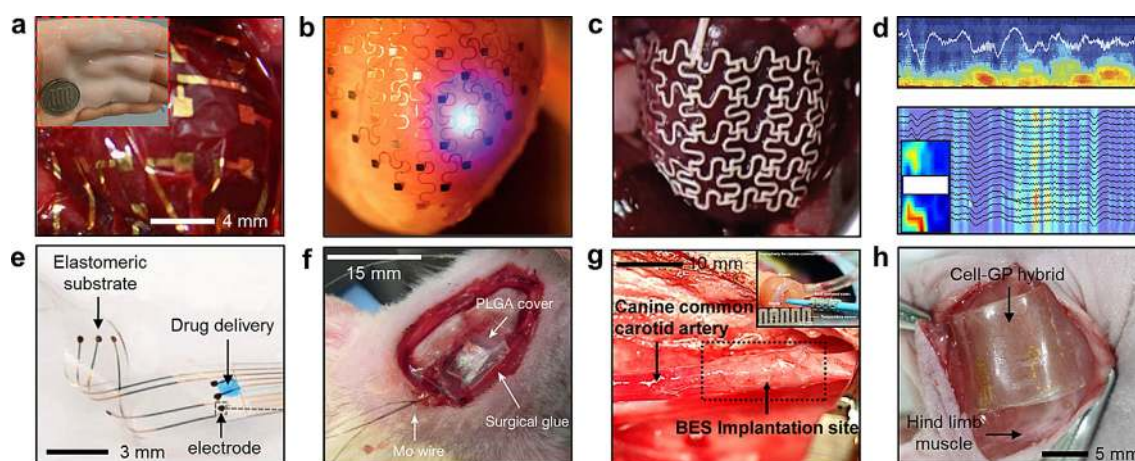 a
b
c
d
4 mm
e
Elastomeric
substrate
Drug delivery
electrode
3 mm
f
15 mm
PLGA cover
Surgical glue
Mo wire
g
10 mm
Canine common
carotid artery
BES Implantation site
h
Cell-GP hybrid
Hind limb
muscle
5 mm